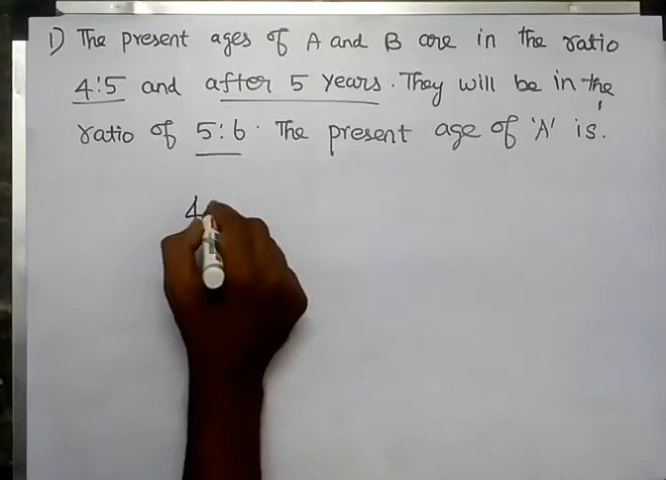 1) The present ages of A and B are in the ratio
4:5 and after 5 years. They will be in the
ratio of 5:6. The present age of 'A' is.
4